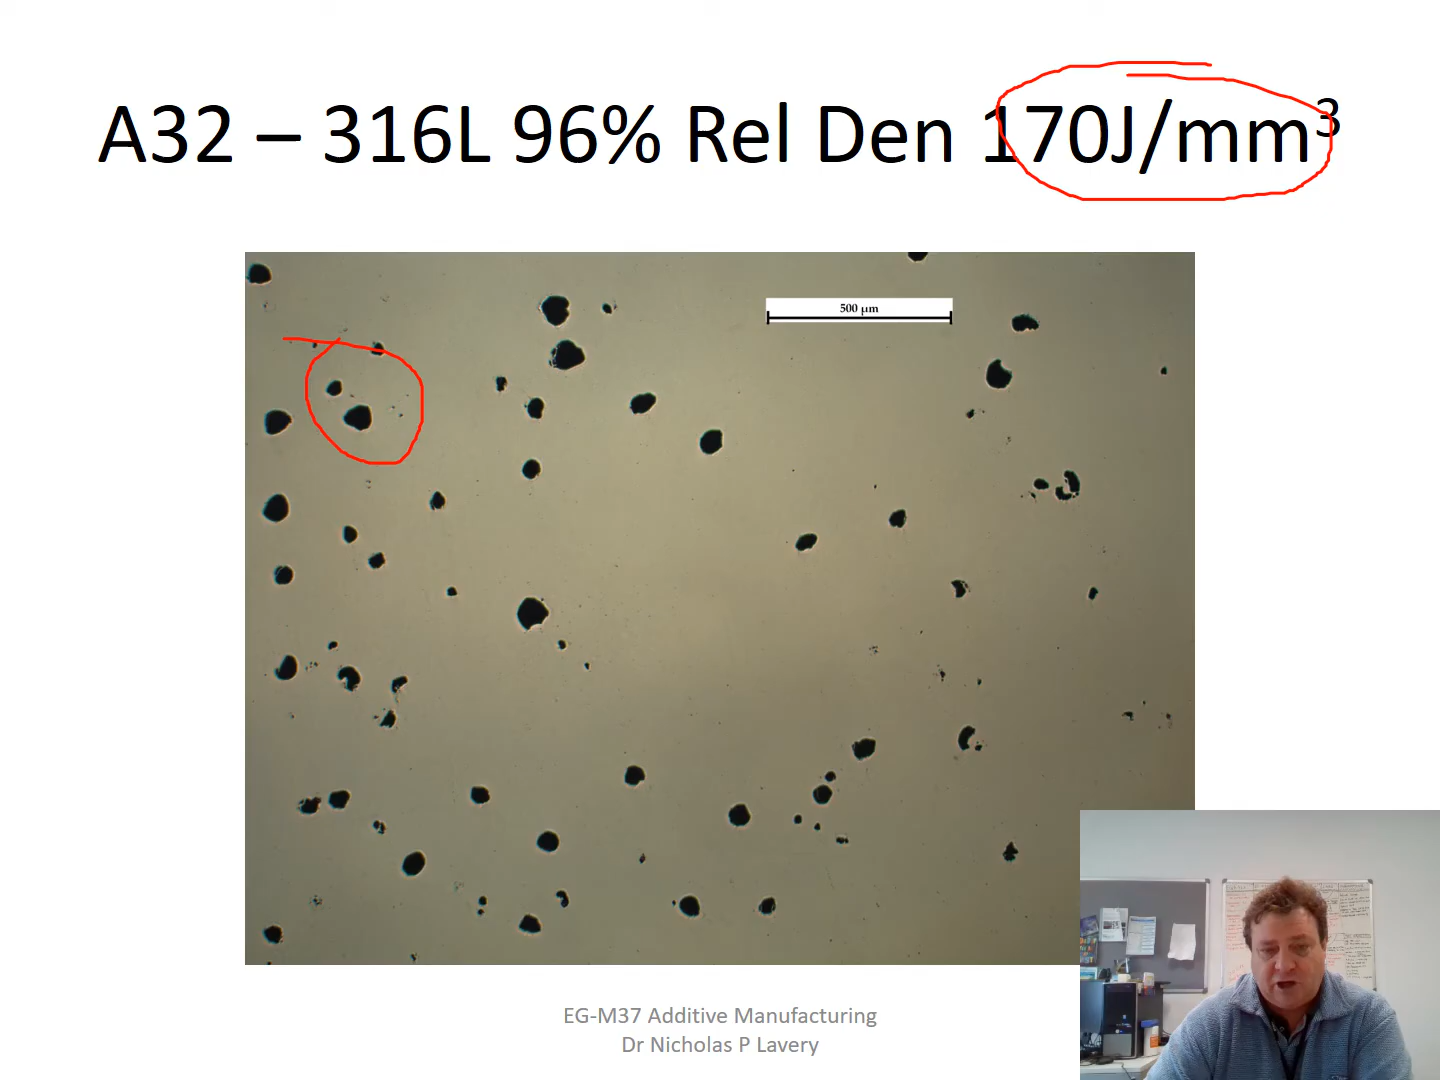 A32 – 316L 96% Rel Den 170J/mm³
500 µm
EG-M37 Additive Manufacturing
Dr Nicholas P Lavery